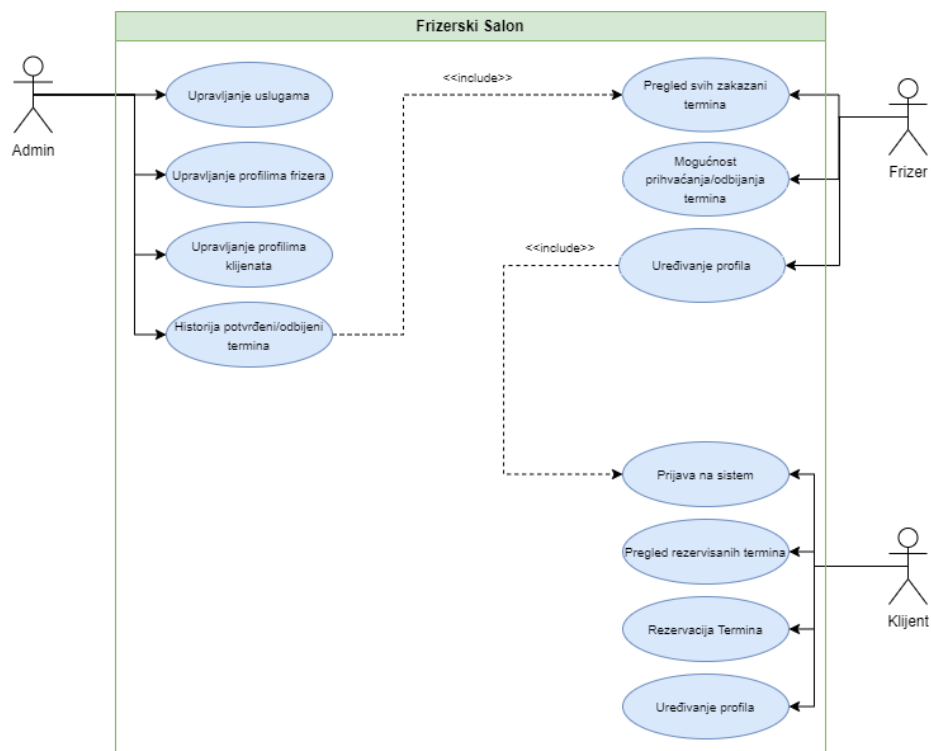 Frizerski Salon
Admin
Upravljanje uslugama
Upravljanje profilima frizera
Upravljanje profilima
klijenata
Historija potvrđeni/odbijeni
termina
<<include>>
Pregled svih zakazani
termina
Mogućnost
prihvaćanja/odbijanja
termina
<<include>>
Uređivanje profila
Frizer
Prijava na sistem
Pregled rezervisanih termina
Rezervacija Termina
Uređivanje profila
Klijent